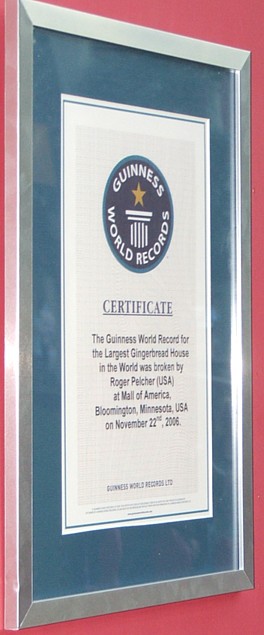 GUINNESS
WORLD RECORDS
CERTIFICATE
The Guinness World Record for
the Largest Gingerbread House
in the World was broken by
Roger Pelcher (USA)
at Mall of America,
Bloomington, Minnesota, USA
on November 22nd, 2006.
GUINNESS WORLD RECORDS LTD